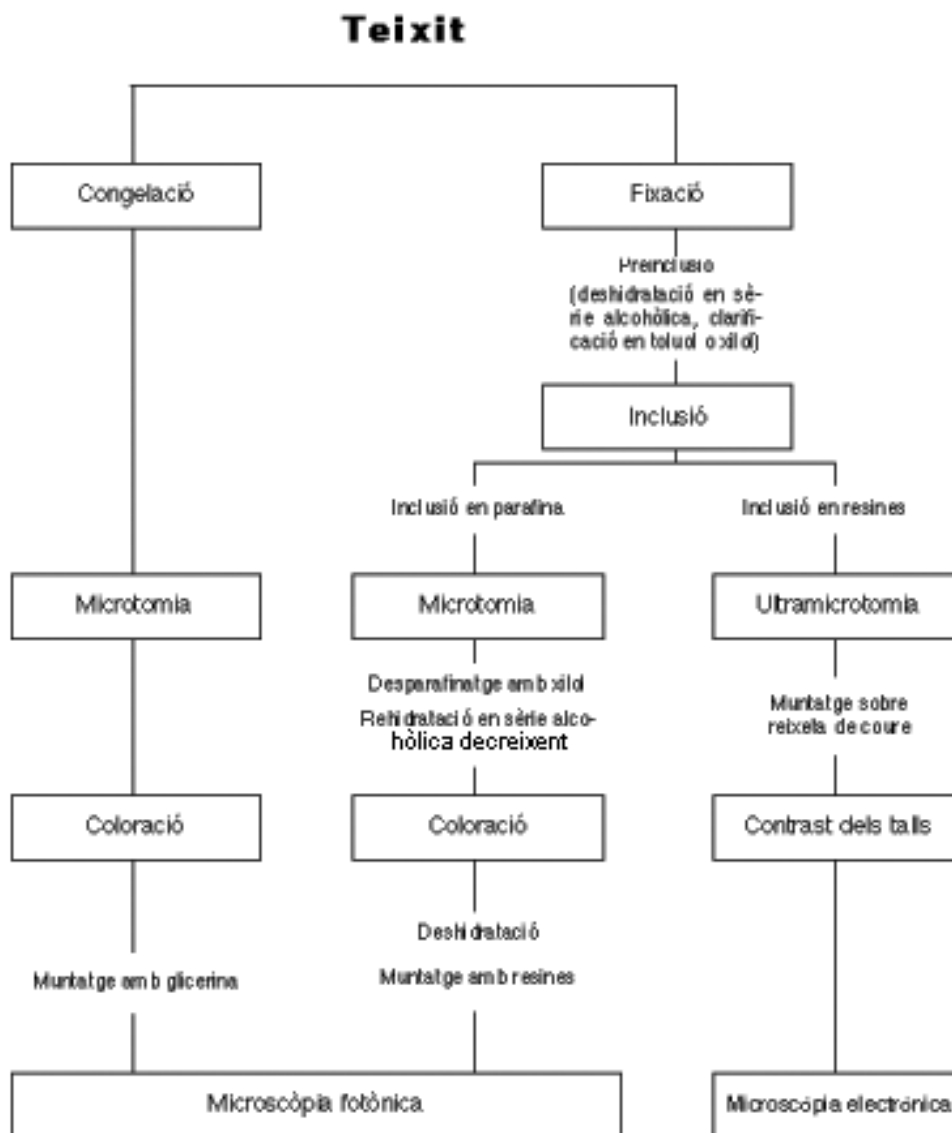 Teixit
Congelació
Fixació
Preinclusio
(deshidratació en sè-
rie alcohòlica, clarifi-
cació en toluol o xilol)
Inclusió
Inclusió en parafina
Inclusió en resines
Microtomia
Microtomia
Ultramicrotomia
Desparafinatge amb xilol
Rehidratació en sèrie alco-
hòlica decreixent
Muntatge sobre
reixela de coure
Coloració
Coloració
Contrast dels talls
Deshidratació
Muntatge amb glicerina
Muntatge amb resines
Microscòpia fotònica
Microscòpia electrònica